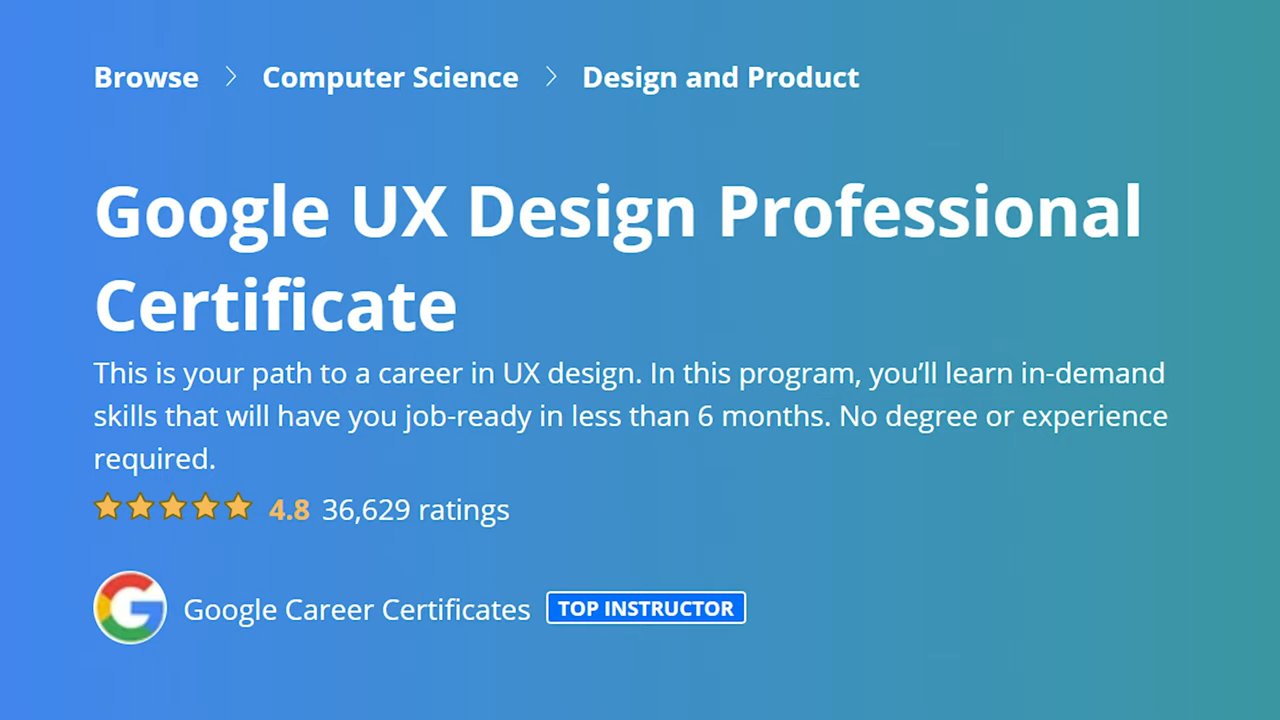 Browse > Computer Science > Design and Product
Google UX Design Professional
Certificate
This is your path to a career in UX design. In this program, you’ll learn in-demand
skills that will have you job-ready in less than 6 months. No degree or experience
required.
4.8 36,629 ratings
Google Career Certificates TOP INSTRUCTOR